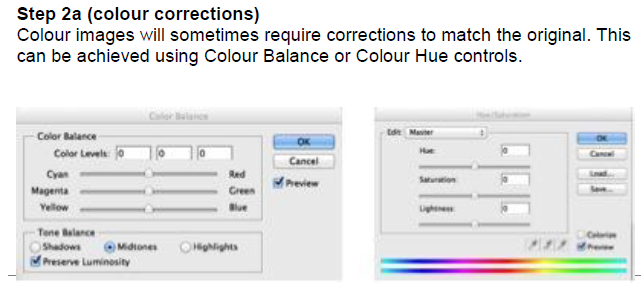 Step 2a (colour corrections)
Colour images will sometimes require corrections to match the original. This
can be achieved using Colour Balance or Colour Hue controls.
Color Balance
Color Balance
Color Levels: 0 0 0
Cyan Red
Magenta Green
Yellow Blue
Tone Balance
Shadows Midtones Highlights
Preserve Luminosity
OK
Cancel
Preview
Hue/Saturation
Edit: Master
Hue: 0
Saturation: 0
Lightness: 0
OK
Cancel
Load...
Save...
Colorize
Preview